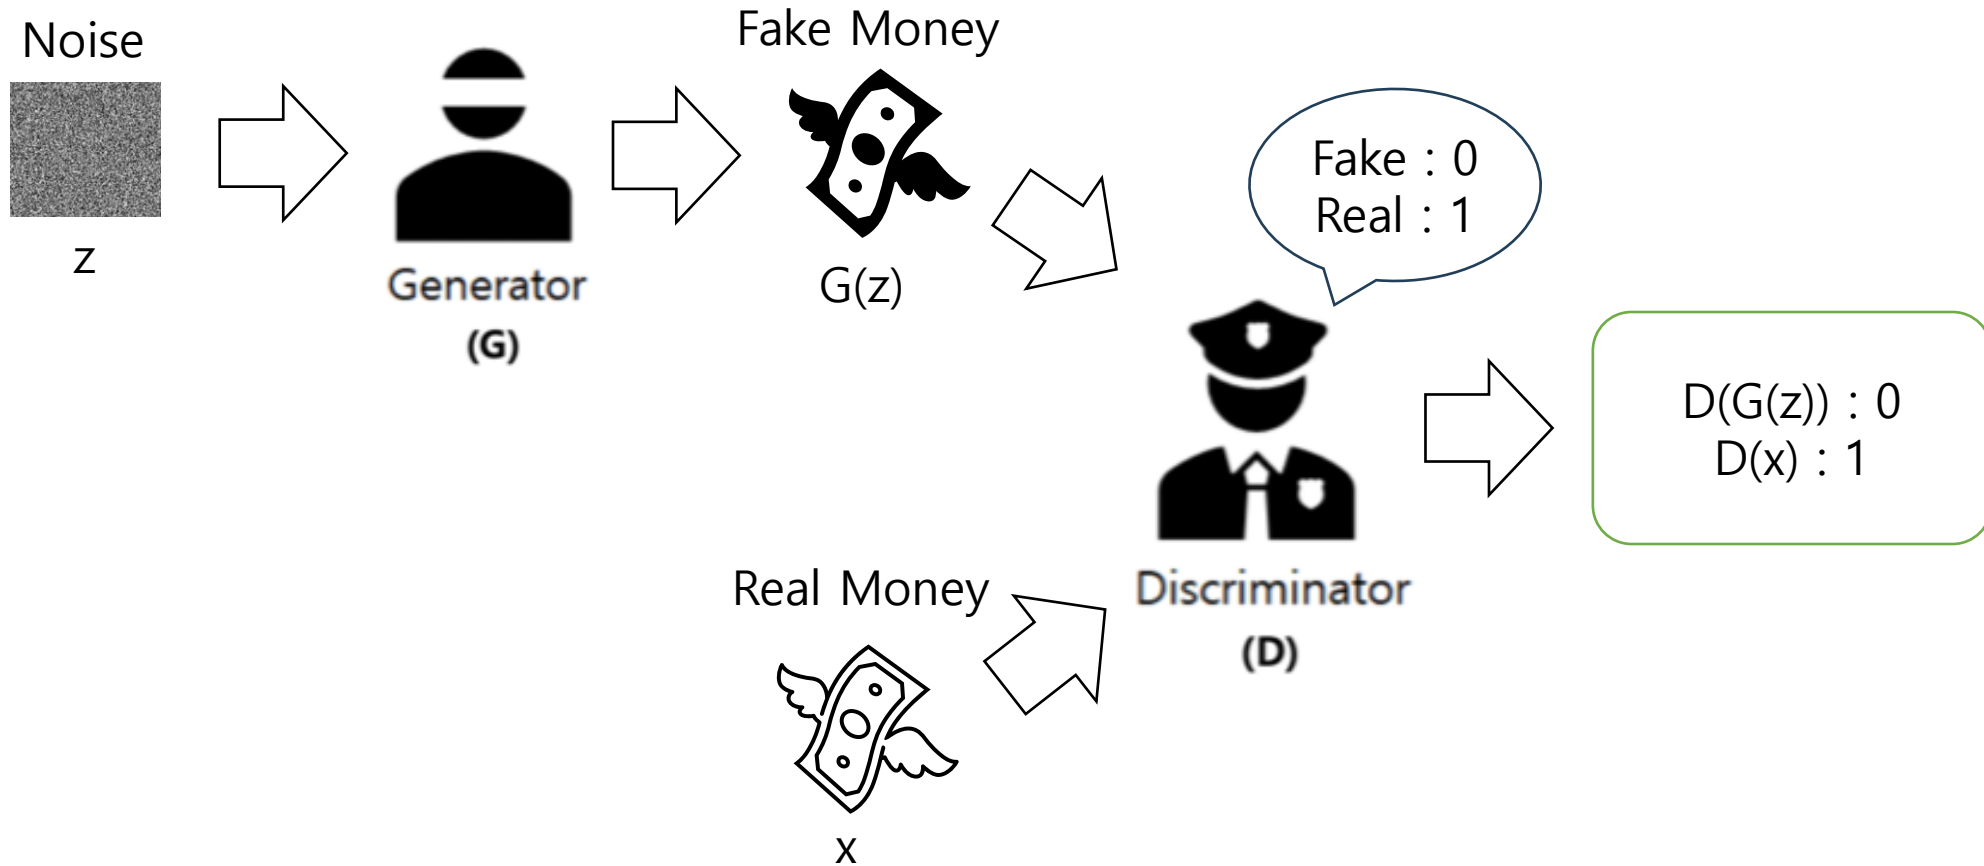 Noise
z
Generator
(G)
Fake Money
G(z)
Fake : 0
Real : 1
Real Money
x
Discriminator
(D)
D(G(z)) : 0
D(x) : 1